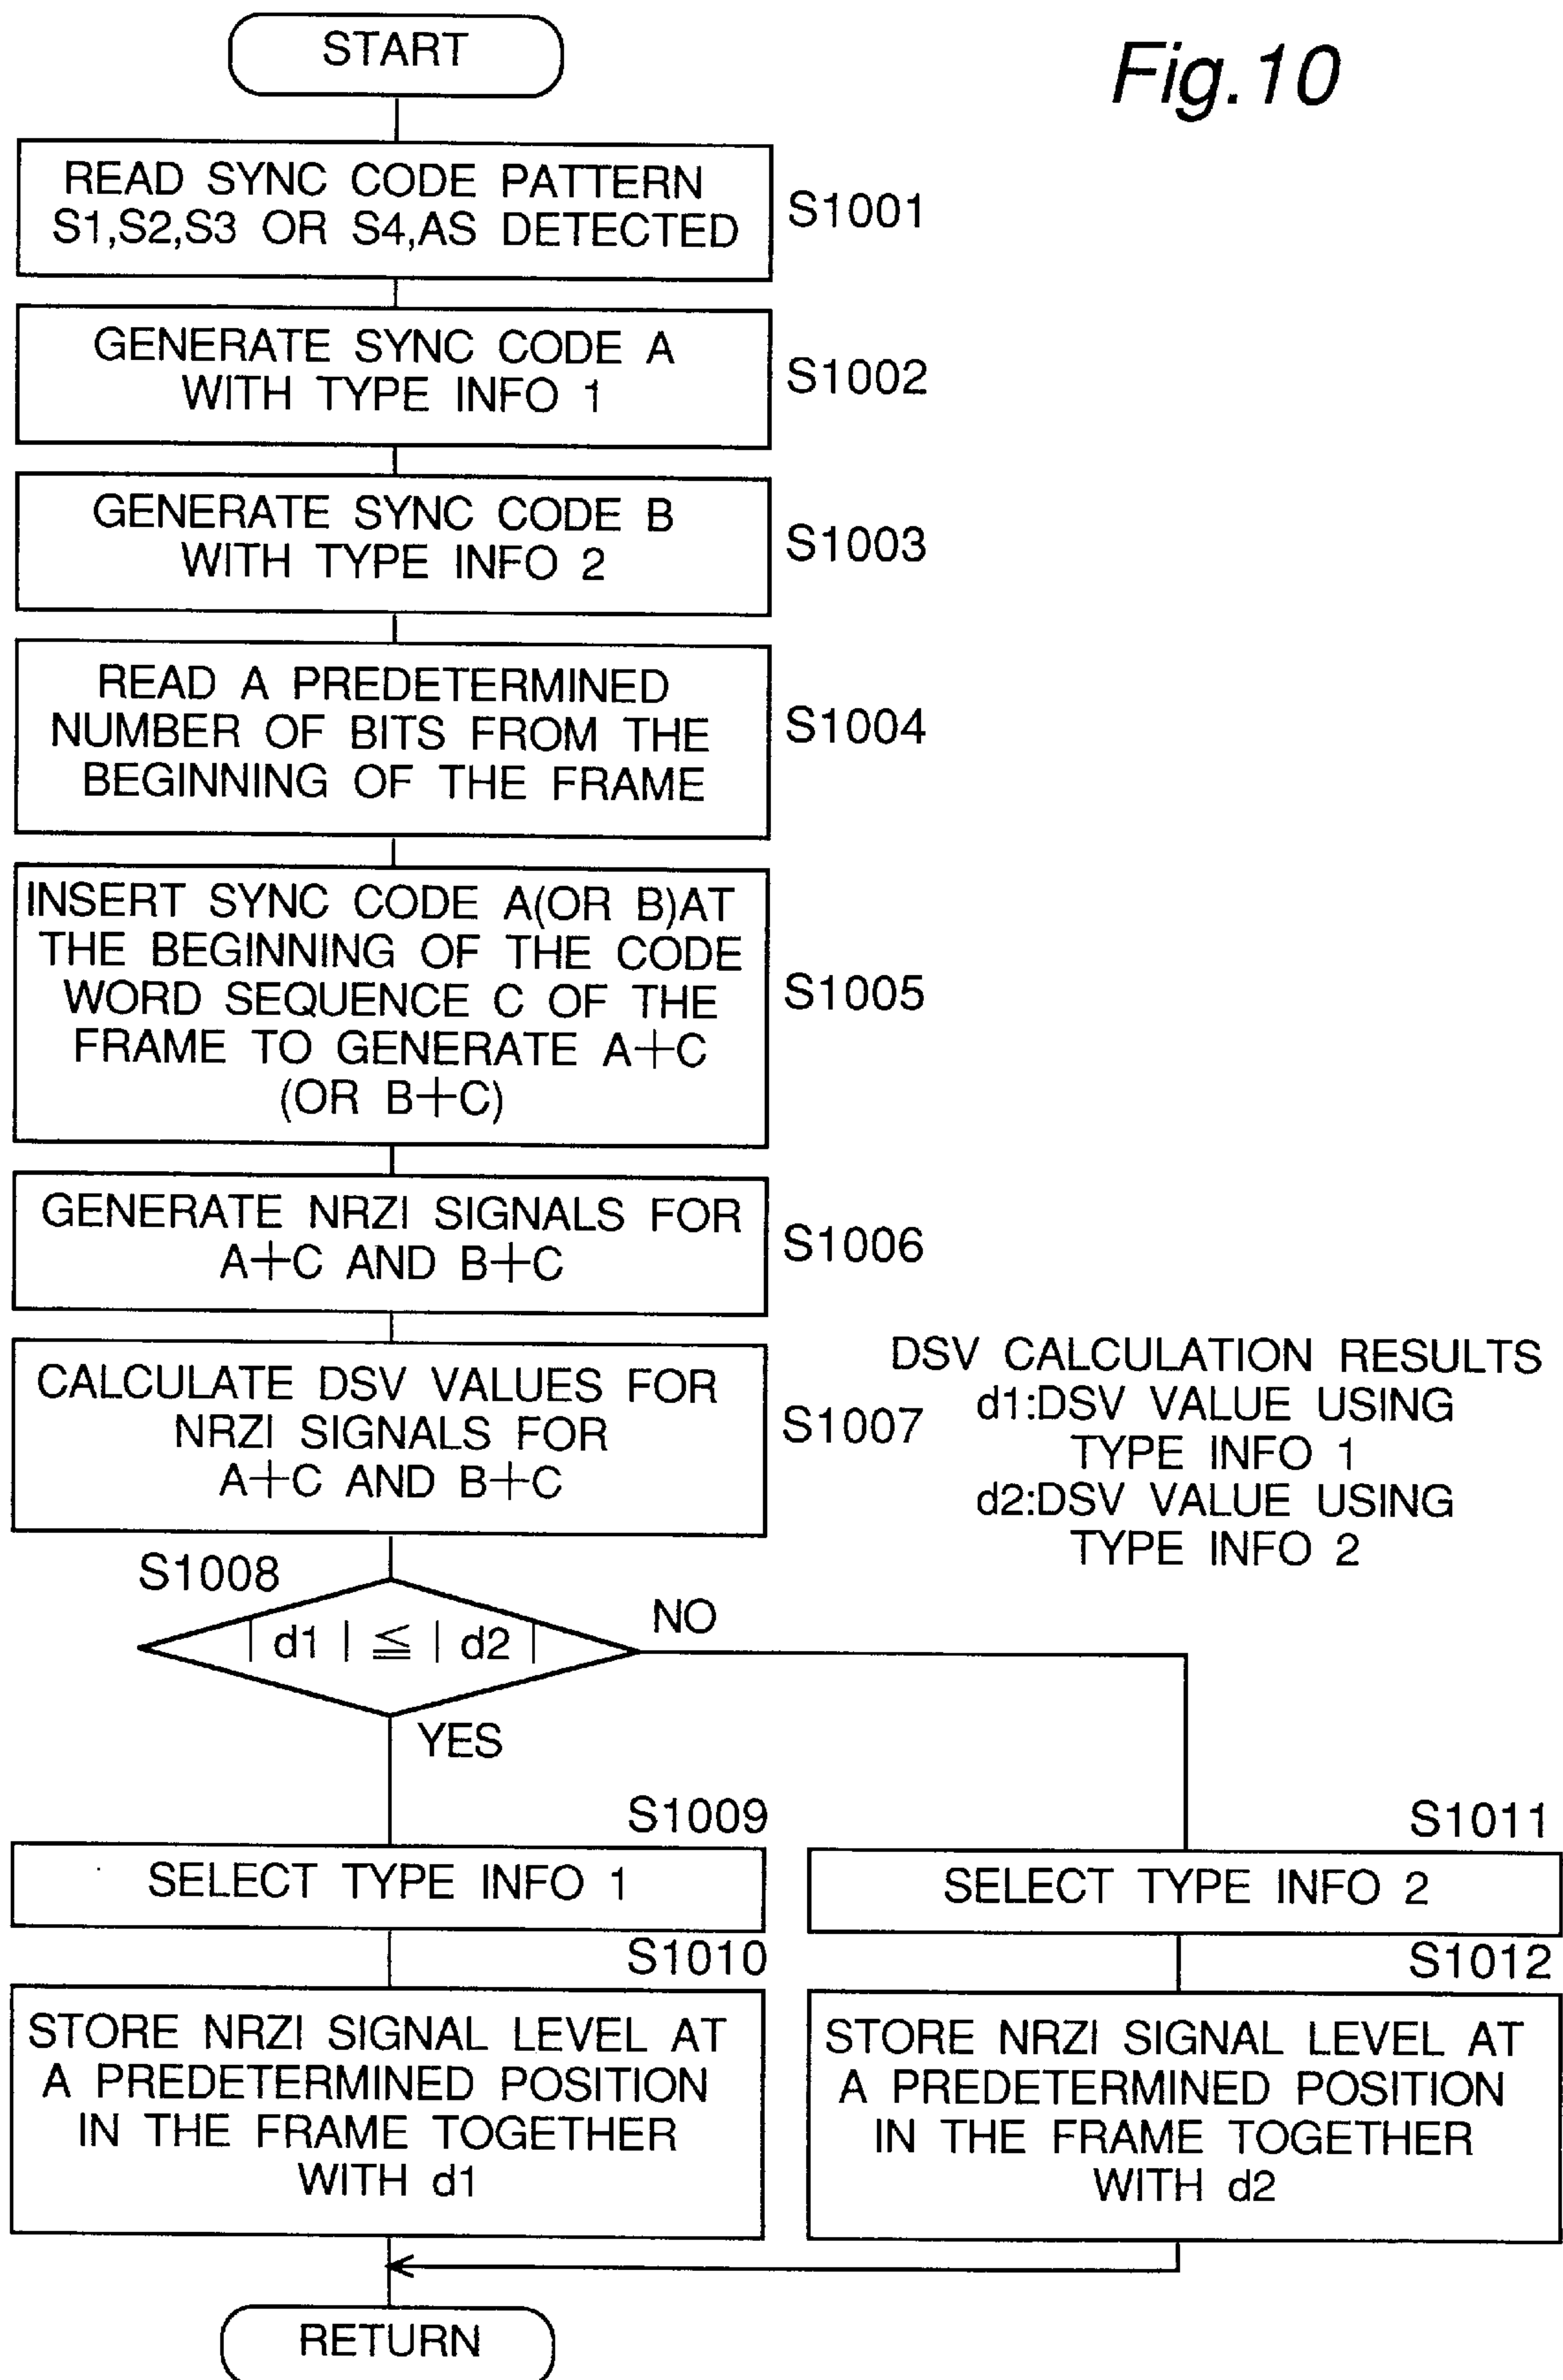 START
Fig.10
READ SYNC CODE PATTERN
S1,S2,S3 OR S4,AS DETECTED
S1001
GENERATE SYNC CODE A
WITH TYPE INFO 1
S1002
GENERATE SYNC CODE B
WITH TYPE INFO 2
S1003
READ A PREDETERMINED
NUMBER OF BITS FROM THE
BEGINNING OF THE FRAME
S1004
INSERT SYNC CODE A(OR B)AT
THE BEGINNING OF THE CODE
WORD SEQUENCE C OF THE
FRAME TO GENERATE A+C
(OR B+C)
S1005
GENERATE NRZI SIGNALS FOR
A+C AND B+C
S1006
CALCULATE DSV VALUES FOR
NRZI SIGNALS FOR
A+C AND B+C
S1007
DSV CALCULATION RESULTS
d1:DSV VALUE USING
TYPE INFO 1
d2:DSV VALUE USING
TYPE INFO 2
S1008
| d1 | ≦ | d2 |
NO
YES
S1009
SELECT TYPE INFO 1
S1010
STORE NRZI SIGNAL LEVEL AT
A PREDETERMINED POSITION
IN THE FRAME TOGETHER
WITH d1
S1011
SELECT TYPE INFO 2
S1012
STORE NRZI SIGNAL LEVEL AT
A PREDETERMINED POSITION
IN THE FRAME TOGETHER
WITH d2
RETURN